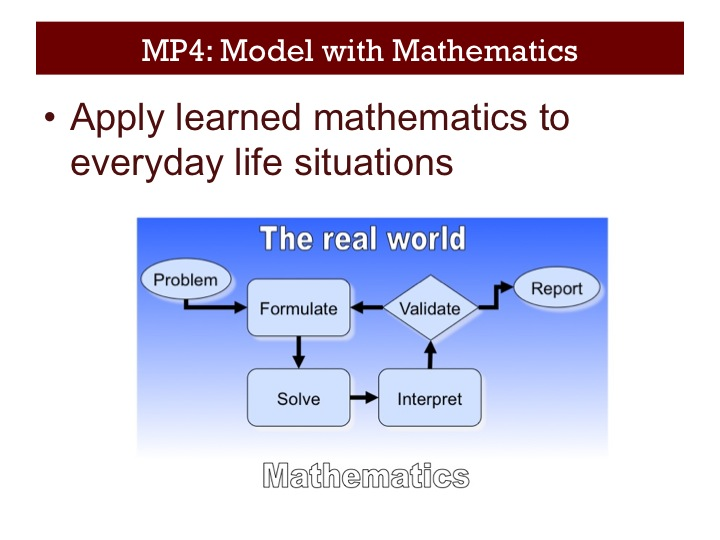 MP4: Model with Mathematics
• Apply learned mathematics to
everyday life situations
The real world
Problem
Formulate
Validate
Report
Solve
Interpret
Mathematics